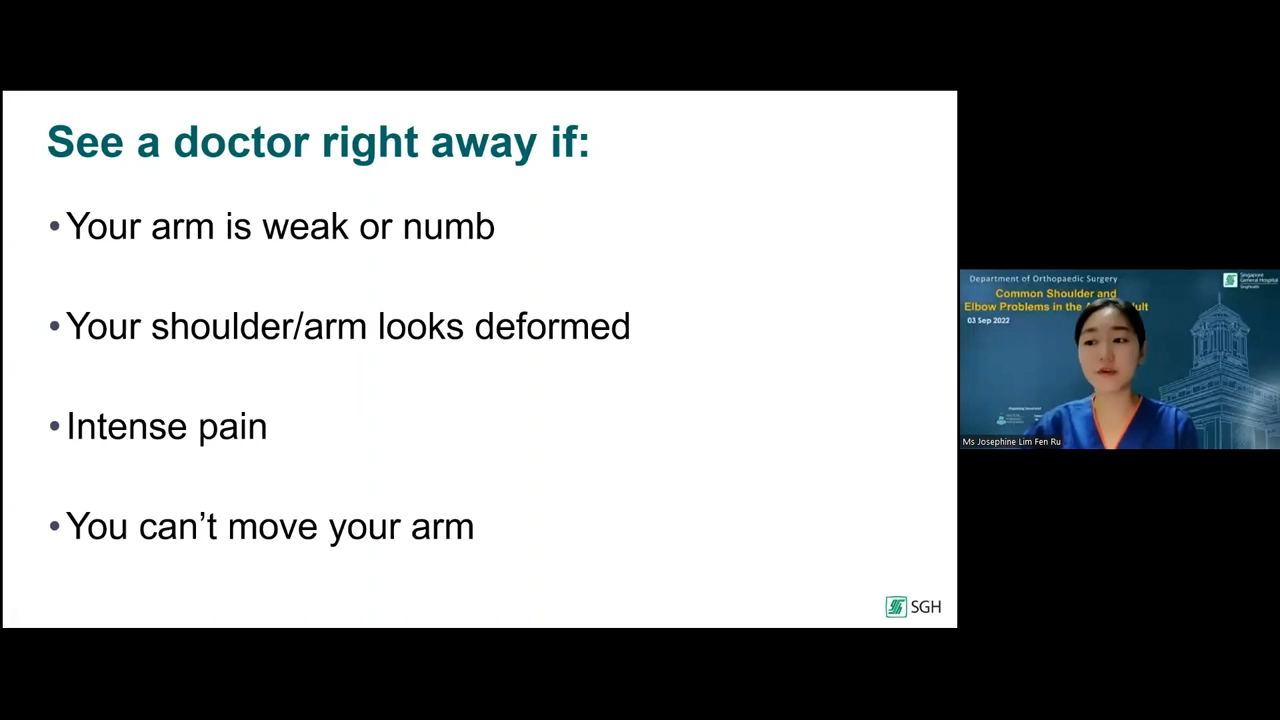 See a doctor right away if:
•Your arm is weak or numb
•Your shoulder/arm looks deformed
•Intense pain
•You can't move your arm
SGH
Department of Orthopaedic Surgery
Singapore
General Hospital
SingHealth
Common Shoulder and
Elbow Problems in the
03 Sep 2022
Ms Josephine Lim Fen Ru